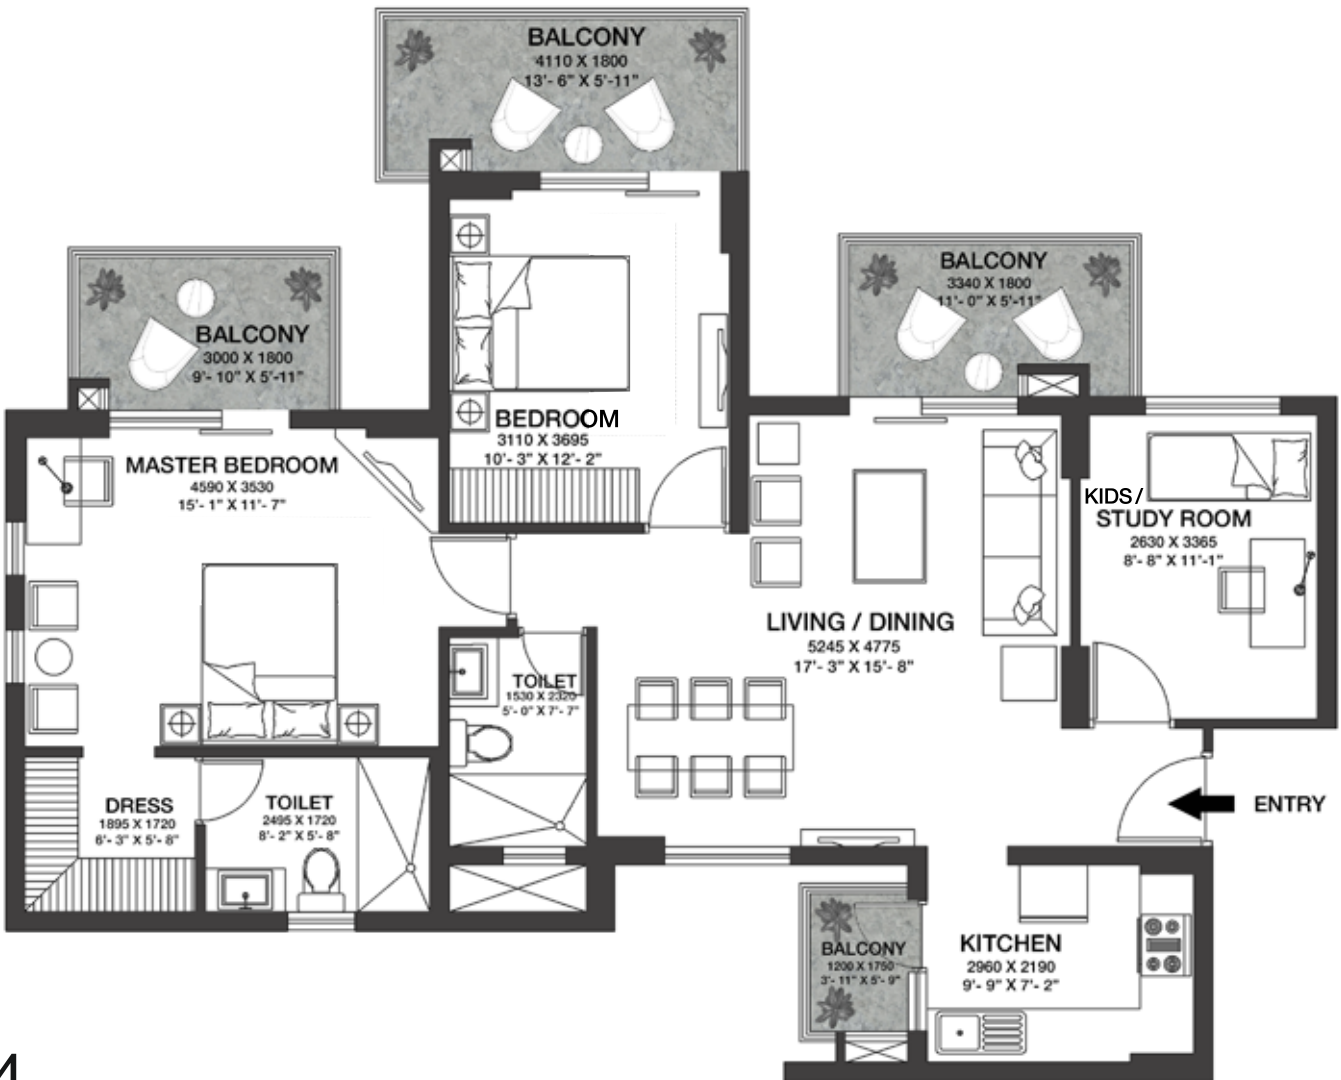 BALCONY
4110 X 1800
13'- 6" X 5'-11"
BALCONY
3340 X 1800
11'- 0" X 5'-11"
BALCONY
3000 X 1800
9'- 10" X 5'-11"
BEDROOM
3110 X 3695
10'- 3" X 12'- 2"
MASTER BEDROOM
4590 X 3530
15'- 1" X 11'- 7"
KIDS /
STUDY ROOM
2630 X 3365
8'- 8" X 11'-1"
LIVING / DINING
5245 X 4775
17'- 3" X 15'- 8"
TOILET
1530 X 2320
5'- 0" X 7'- 7"
DRESS
1895 X 1720
6'- 3" X 5'- 8"
TOILET
2495 X 1720
8'- 2" X 5'- 8"
ENTRY
BALCONY
1200 X 1750
3'- 11" X 5'- 9"
KITCHEN
2960 X 2190
9'- 9" X 7'- 2"